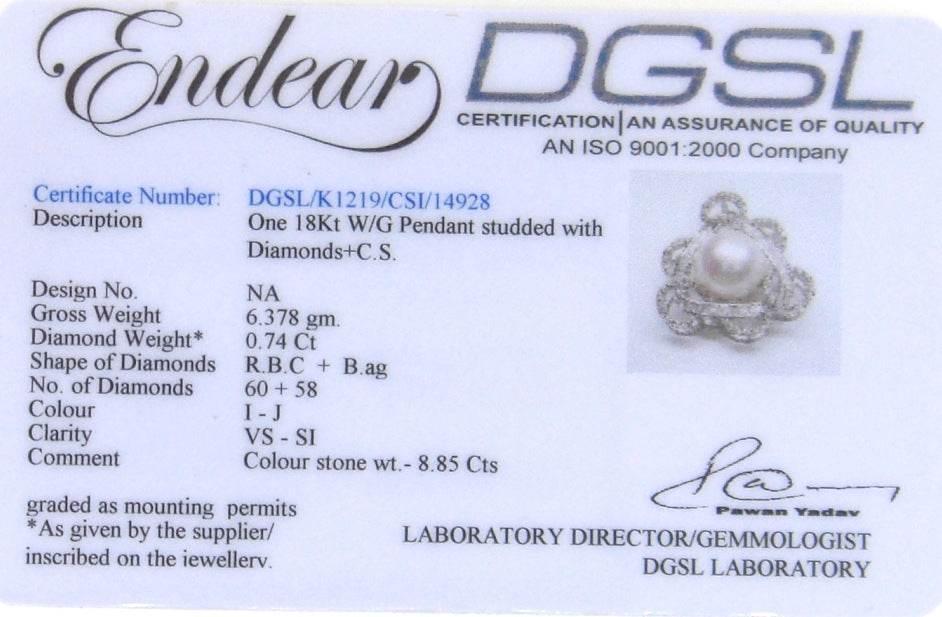 Endear
DGSL
CERTIFICATION|AN ASSURANCE OF QUALITY
AN ISO 9001:2000 Company
Certificate Number: DGSL/K1219/CSI/14928
Description One 18Kt W/G Pendant studded with
Diamonds+C.S.
Design No. NA
Gross Weight 6.378 gm.
Diamond Weight* 0.74 Ct
Shape of Diamonds R.B.C + B.ag
No. of Diamonds 60 + 58
Colour I - J
Clarity VS - SI
Comment Colour stone wt.- 8.85 Cts
graded as mounting permits
*As given by the supplier/
inscribed on the jewellery.
Pawan Yadav
LABORATORY DIRECTOR/GEMMOLOGIST
DGSL LABORATORY